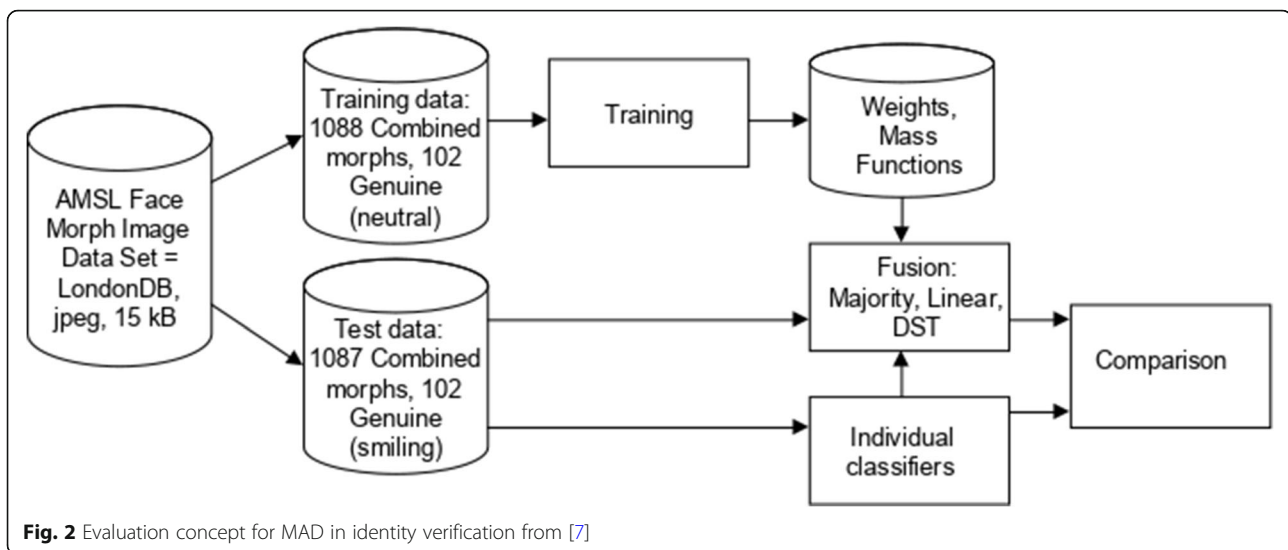 AMSL Face
Morph Image
Data Set =
LondonDB,
jpeg, 15 kB
Training data:
1088 Combined
morphs, 102
Genuine
(neutral)
Training
Weights,
Mass
Functions
Test data:
1087 Combined
morphs, 102
Genuine
(smiling)
Fusion:
Majority, Linear,
DST
Individual
classifiers
Comparison
Fig. 2 Evaluation concept for MAD in identity verification from [7]